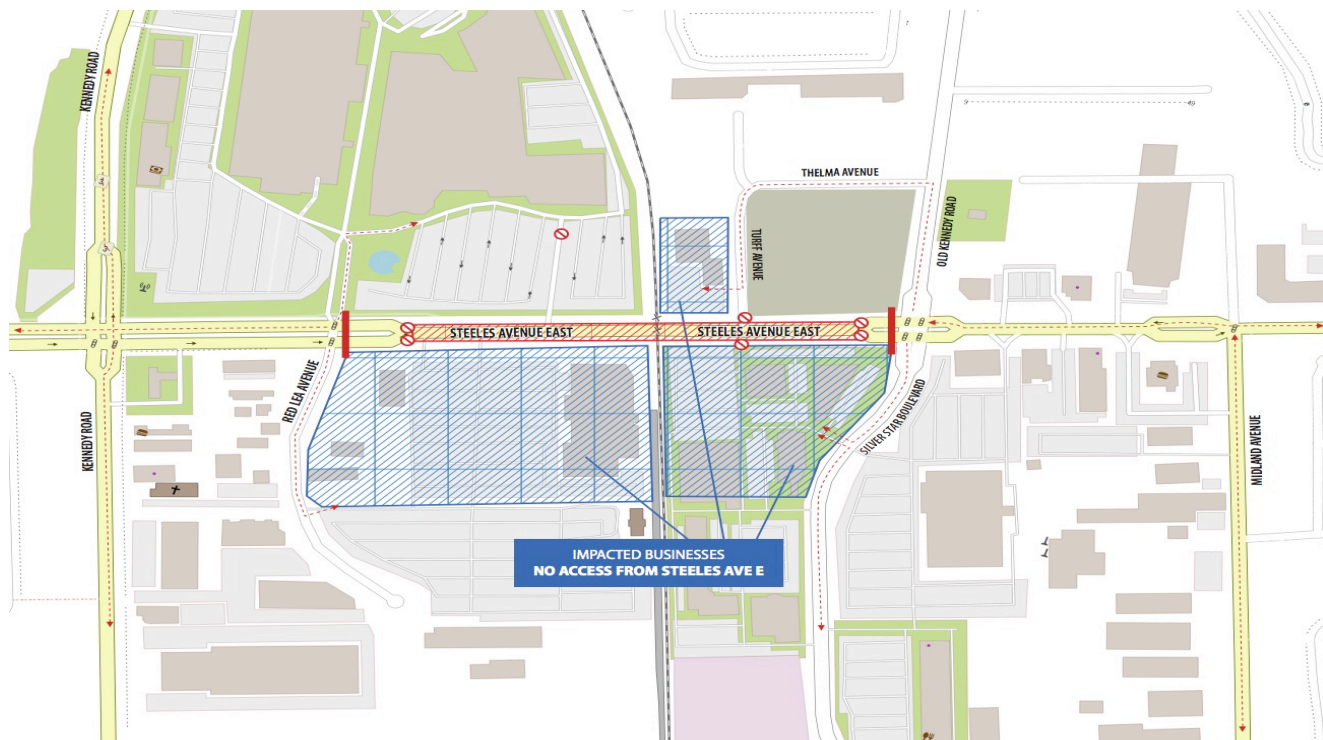 KENNEDY ROAD
THELMA AVENUE
OLD KENNEDY ROAD
TURFF AVENUE
STEELES AVENUE EAST
STEELES AVENUE EAST
RED LEA AVENUE
SILVER STAR BOULEVARD
KENNEDY ROAD
MIDLAND AVENUE
IMPACTED BUSINESSES
NO ACCESS FROM STEELES AVE E